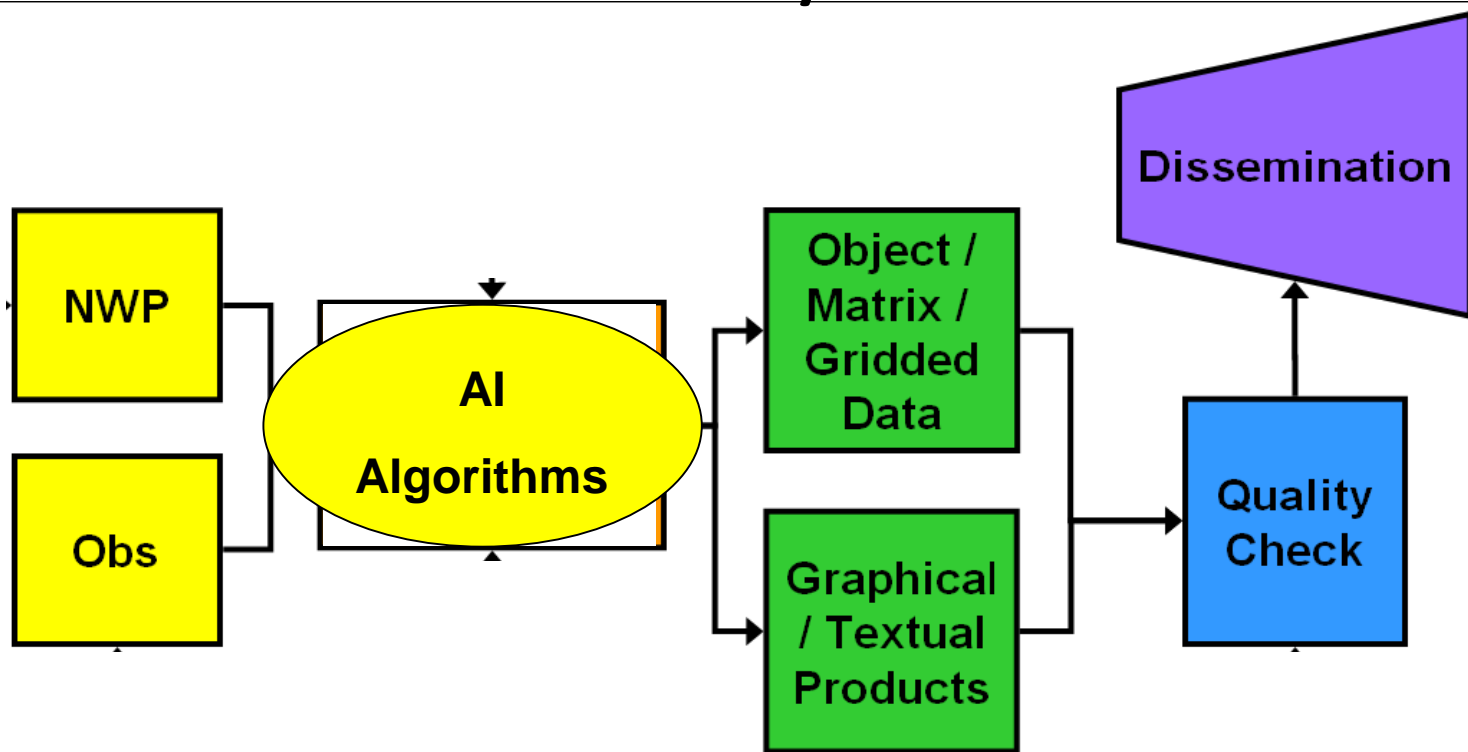 NWP
Obs
AI
Algorithms
Object /
Matrix /
Gridded
Data
Graphical
/ Textual
Products
Quality
Check
Dissemination